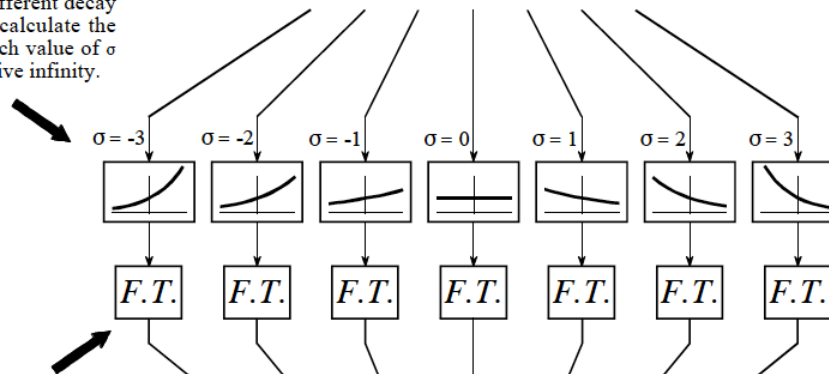 fferent decay
calculate the
ch value of σ
ive infinity.
σ = -3 σ = -2 σ = -1 σ = 0 σ = 1 σ = 2 σ = 3
F.T. F.T. F.T. F.T. F.T. F.T. F.T.